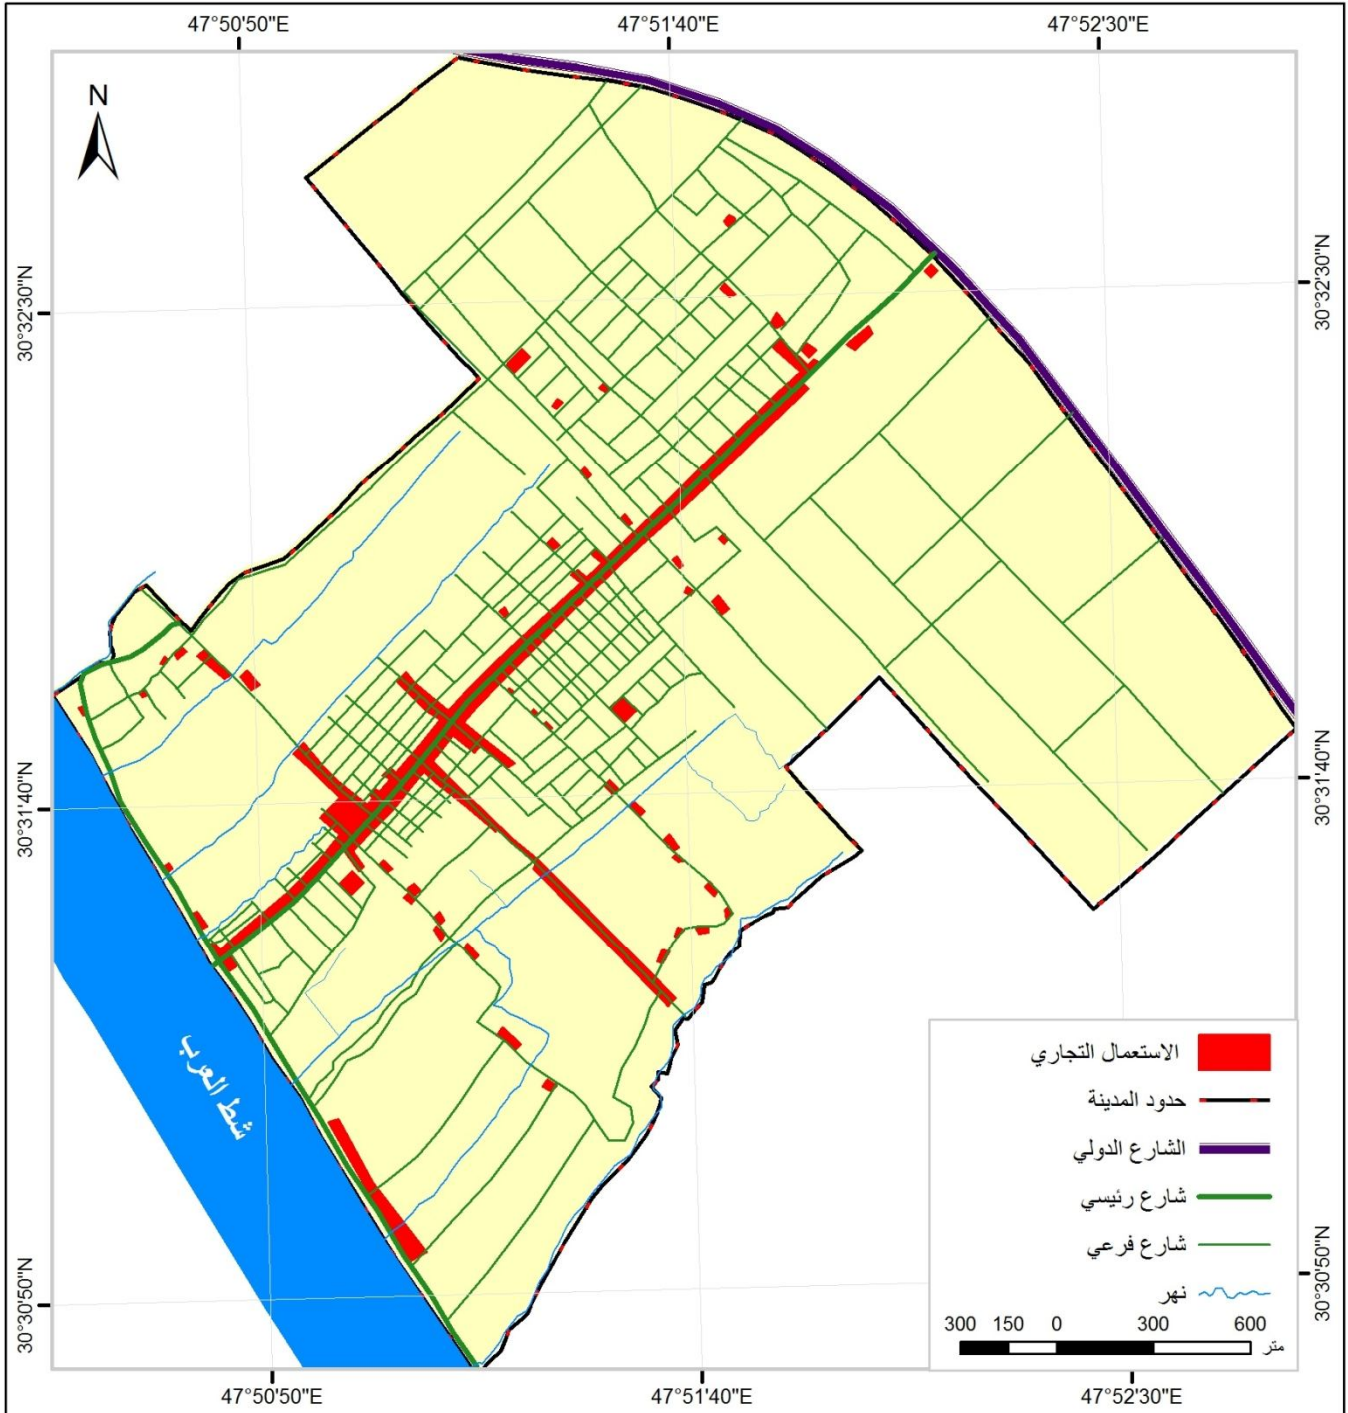 47°50'50"E
47°51'40"E
47°52'30"E
N
30°32'30"N
30°32'30"N
30°31'40"N
30°31'40"N
شط العرب
الاستعمال التجاري
حدود المدينة
الشارع الدولي
شارع رئيسي
شارع فرعي
نهر
300 150 0 300 600
متر
30°30'50"N
30°30'50"N
47°50'50"E
47°51'40"E
47°52'30"E